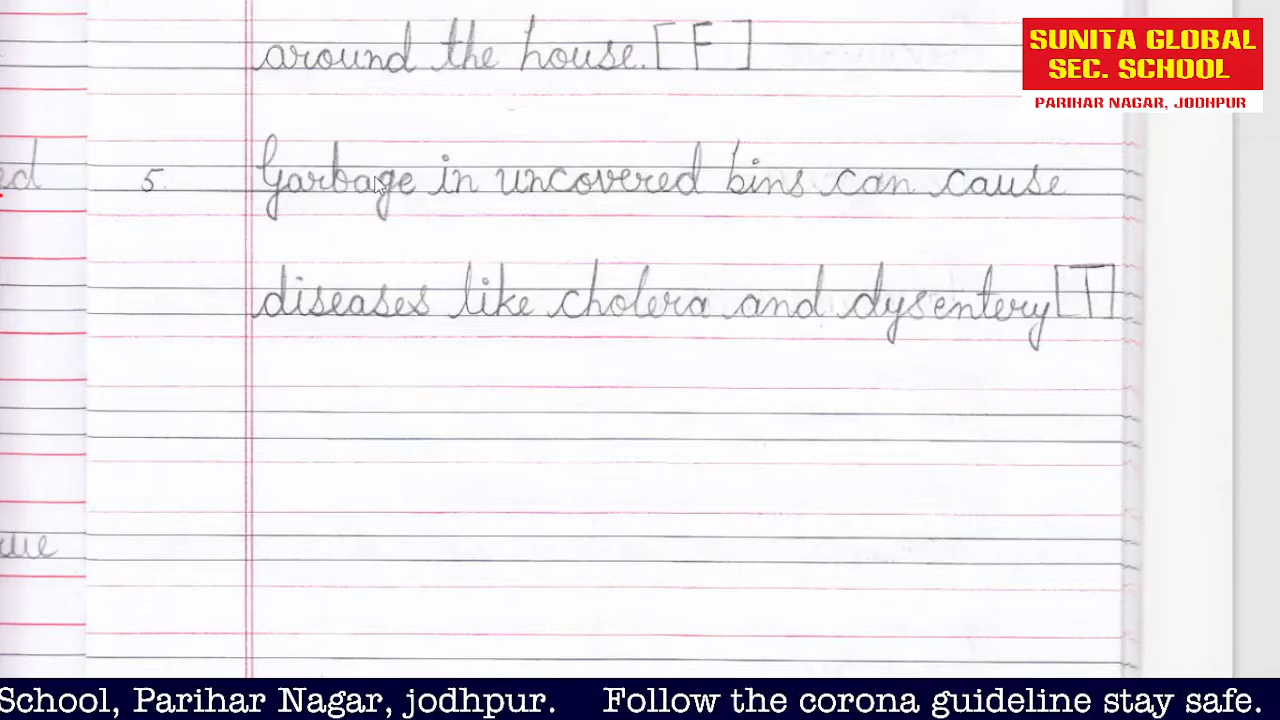 around the house. [F]
SUNITA GLOBAL
SEC. SCHOOL
PARIHAR NAGAR, JODHPUR
ed
5. Garbage in uncovered bins can cause
diseases like cholera and dysentery [T]
School, Parihar Nagar, jodhpur. Follow the corona guideline stay safe.